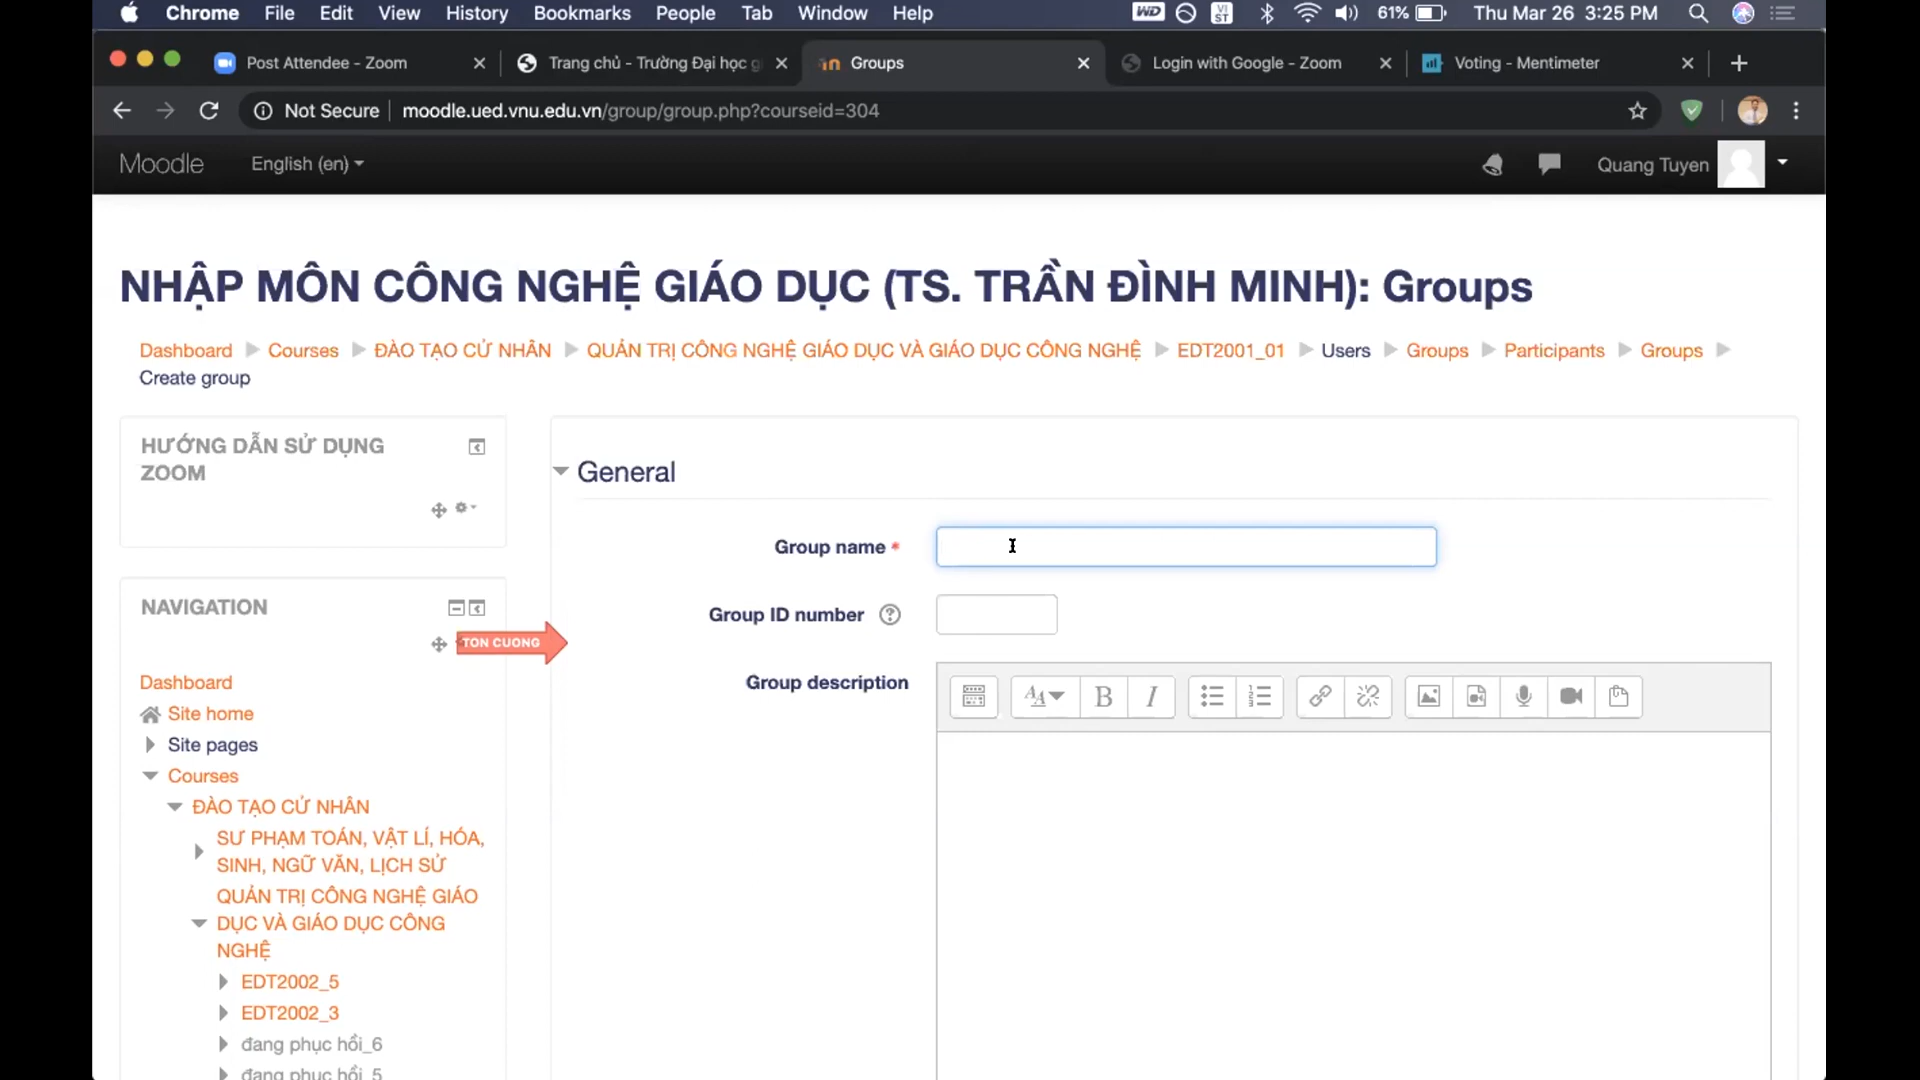 Chrome File Edit View History Bookmarks People Tab Window Help WD VI ST 61% Thu Mar 26 3:25 PM
Post Attendee - Zoom Trang chủ - Trường Đại học g Groups Login with Google - Zoom Voting - Mentimeter
Not Secure moodle.ued.vnu.edu.vn/group/group.php?courseid=304
Moodle English (en) Quang Tuyen
NHẬP MÔN CÔNG NGHỆ GIÁO DỤC (TS. TRẦN ĐÌNH MINH): Groups
Dashboard Courses ĐÀO TẠO CỬ NHÂN QUẢN TRỊ CÔNG NGHỆ GIÁO DỤC VÀ GIÁO DỤC CÔNG NGHỆ EDT2001_01 Users Groups Participants Groups
Create group
HƯỚNG DẪN SỬ DỤNG
ZOOM
General
Group name *
NAVIGATION
Group ID number ?
TON CUONG
Group description
Dashboard
Site home
Site pages
Courses
ĐÀO TẠO CỬ NHÂN
SƯ PHẠM TOÁN, VẬT LÍ, HÓA,
SINH, NGỮ VĂN, LỊCH SỬ
QUẢN TRỊ CÔNG NGHỆ GIÁO
DỤC VÀ GIÁO DỤC CÔNG
NGHỆ
EDT2002_5
EDT2002_3
đang phục hồi_6
đang phục hồi_5